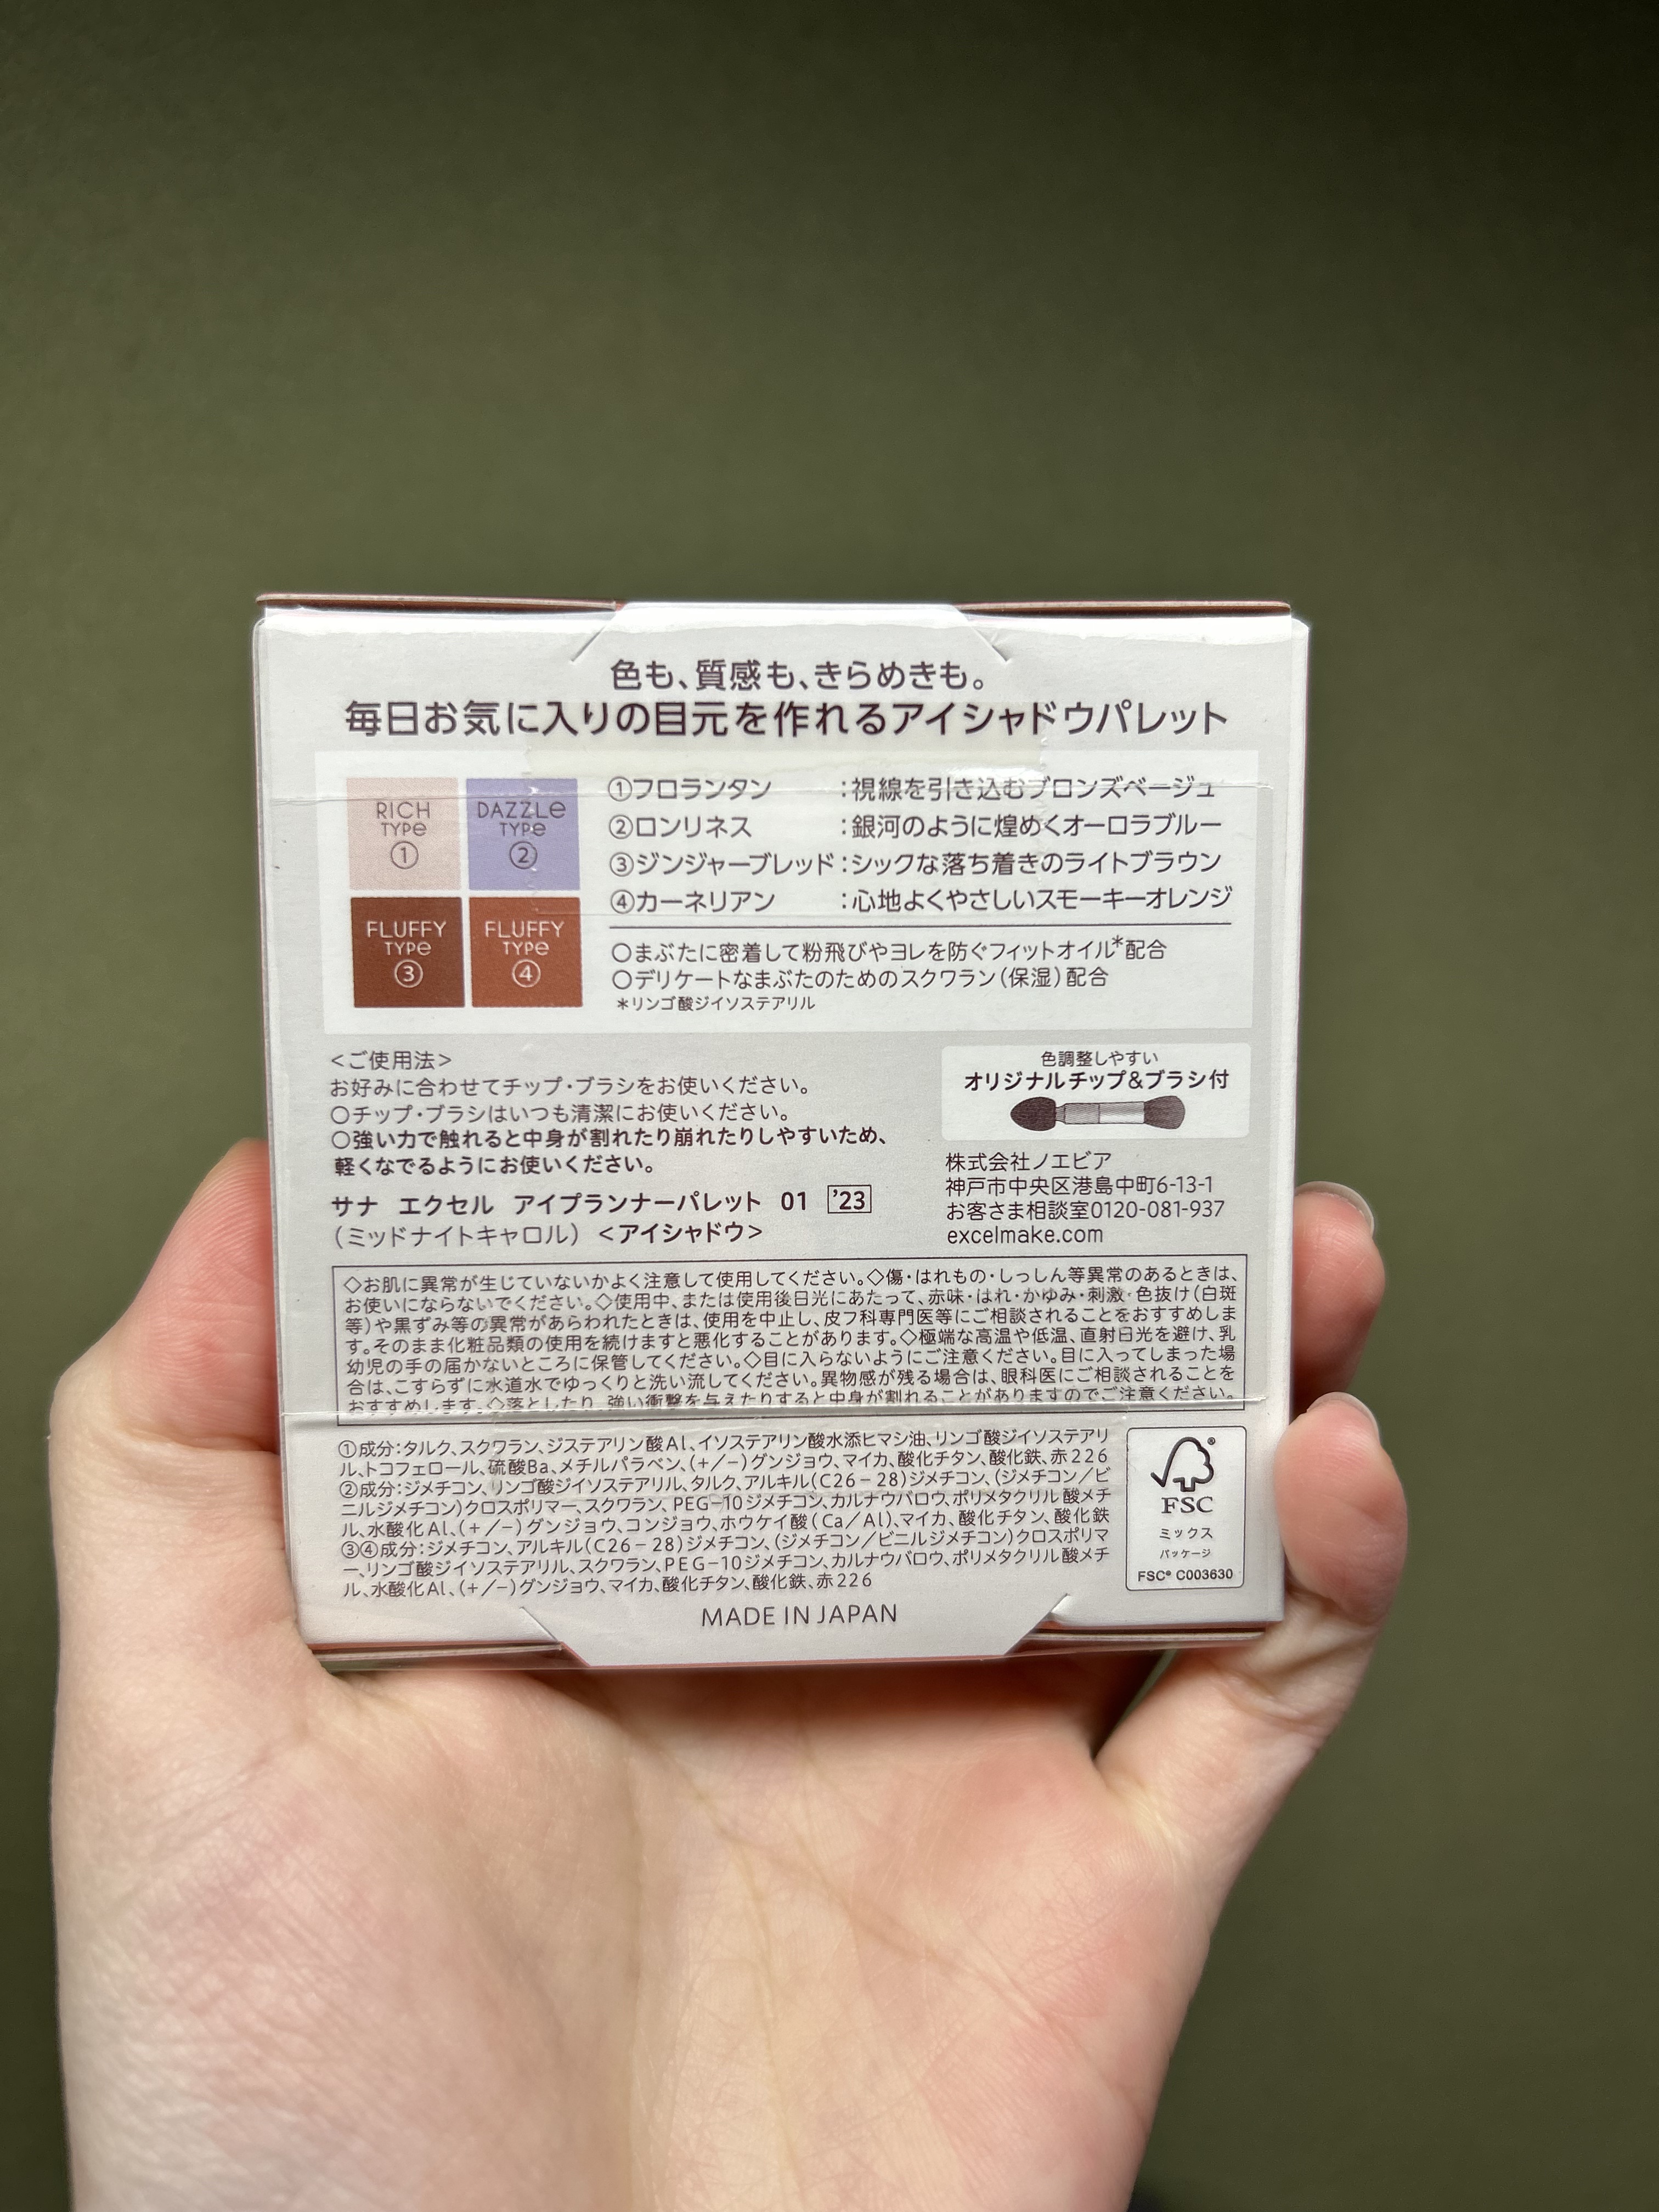 色も、質感も、きらめきも。
毎日お気に入りの目元を作れるアイシャドウパレット
RICH
TYPe
①
DAZZLe
TYPe
②
FLUFFY
TYPe
③
FLUFFY
TYPe
④
①フロランタン :視線を引き込むブロンズベージュ
②ロンリネス :銀河のように煌めくオーロラブルー
③ジンジャーブレッド:シックな落ち着きのライトブラウン
④カーネリアン :心地よくやさしいスモーキーオレンジ
○まぶたに密着して粉飛びやヨレを防ぐフィットオイル*配合
○デリケートなまぶたのためのスクワラン(保湿)配合
*リンゴ酸ジイソステアリル
<ご使用法>
お好みに合わせてチップ・ブラシをお使いください。
○チップ・ブラシはいつも清潔にお使いください。
○強い力で触れると中身が割れたり崩れたりしやすいため、
軽くなでるようにお使いください。
サナ エクセル アイプランナーパレット 01 '23
(ミッドナイトキャロル) <アイシャドウ>
色調整しやすい
オリジナルチップ&ブラシ付
株式会社ノエビア
神戸市中央区港島中町6-13-1
お客さま相談室0120-081-937
excelmake.com
◇お肌に異常が生じていないかよく注意して使用してください。◇傷・はれもの・しっしん等異常のあるときは、
お使いにならないでください。◇使用中、または使用後日光にあたって、赤味・はれ・かゆみ・刺激・色抜け(白斑
等)や黒ずみ等の異常があらわれたときは、使用を中止し、皮フ科専門医等にご相談されることをおすすめしま
す。そのまま化粧品類の使用を続けますと悪化することがあります。◇極端な高温や低温、直射日光を避け、乳
幼児の手の届かないところに保管してください。◇目に入らないようにご注意ください。目に入ってしまった場
合は、こすらずに水道水でゆっくりと洗い流してください。異物感が残る場合は、眼科医にご相談されることを
おすすめします。◇落としたり、強い衝撃を与えたりすると中身が割れることがありますのでご注意ください。
①成分:タルク、スクワラン、ジステアリン酸Al、イソステアリン酸水添ヒマシ油、リンゴ酸ジイソステアリ
ル、トコフェロール、硫酸Ba、メチルパラベン、(+/−)グンジョウ、マイカ、酸化チタン、酸化鉄、赤226
②成分:ジメチコン、リンゴ酸ジイソステアリル、タルク、アルキル(C26−28)ジメチコン、(ジメチコン/ビ
ニルジメチコン)クロスポリマー、スクワラン、PEG−10ジメチコン、カルナウバロウ、ポリメタクリル酸メチ
ル、水酸化Al、(+/−)グンジョウ、コンジョウ、ホウケイ酸(Ca/Al)、マイカ、酸化チタン、酸化鉄
③④成分:ジメチコン、アルキル(C26−28)ジメチコン、(ジメチコン/ビニルジメチコン)クロスポリマ
ー、リンゴ酸ジイソステアリル、スクワラン、PEG−10ジメチコン、カルナウバロウ、ポリメタクリル酸メチ
ル、水酸化Al、(+/−)グンジョウ、マイカ、酸化チタン、酸化鉄、赤226
®
FSC
ミックス
パッケージ
FSC® C003630
MADE IN JAPAN